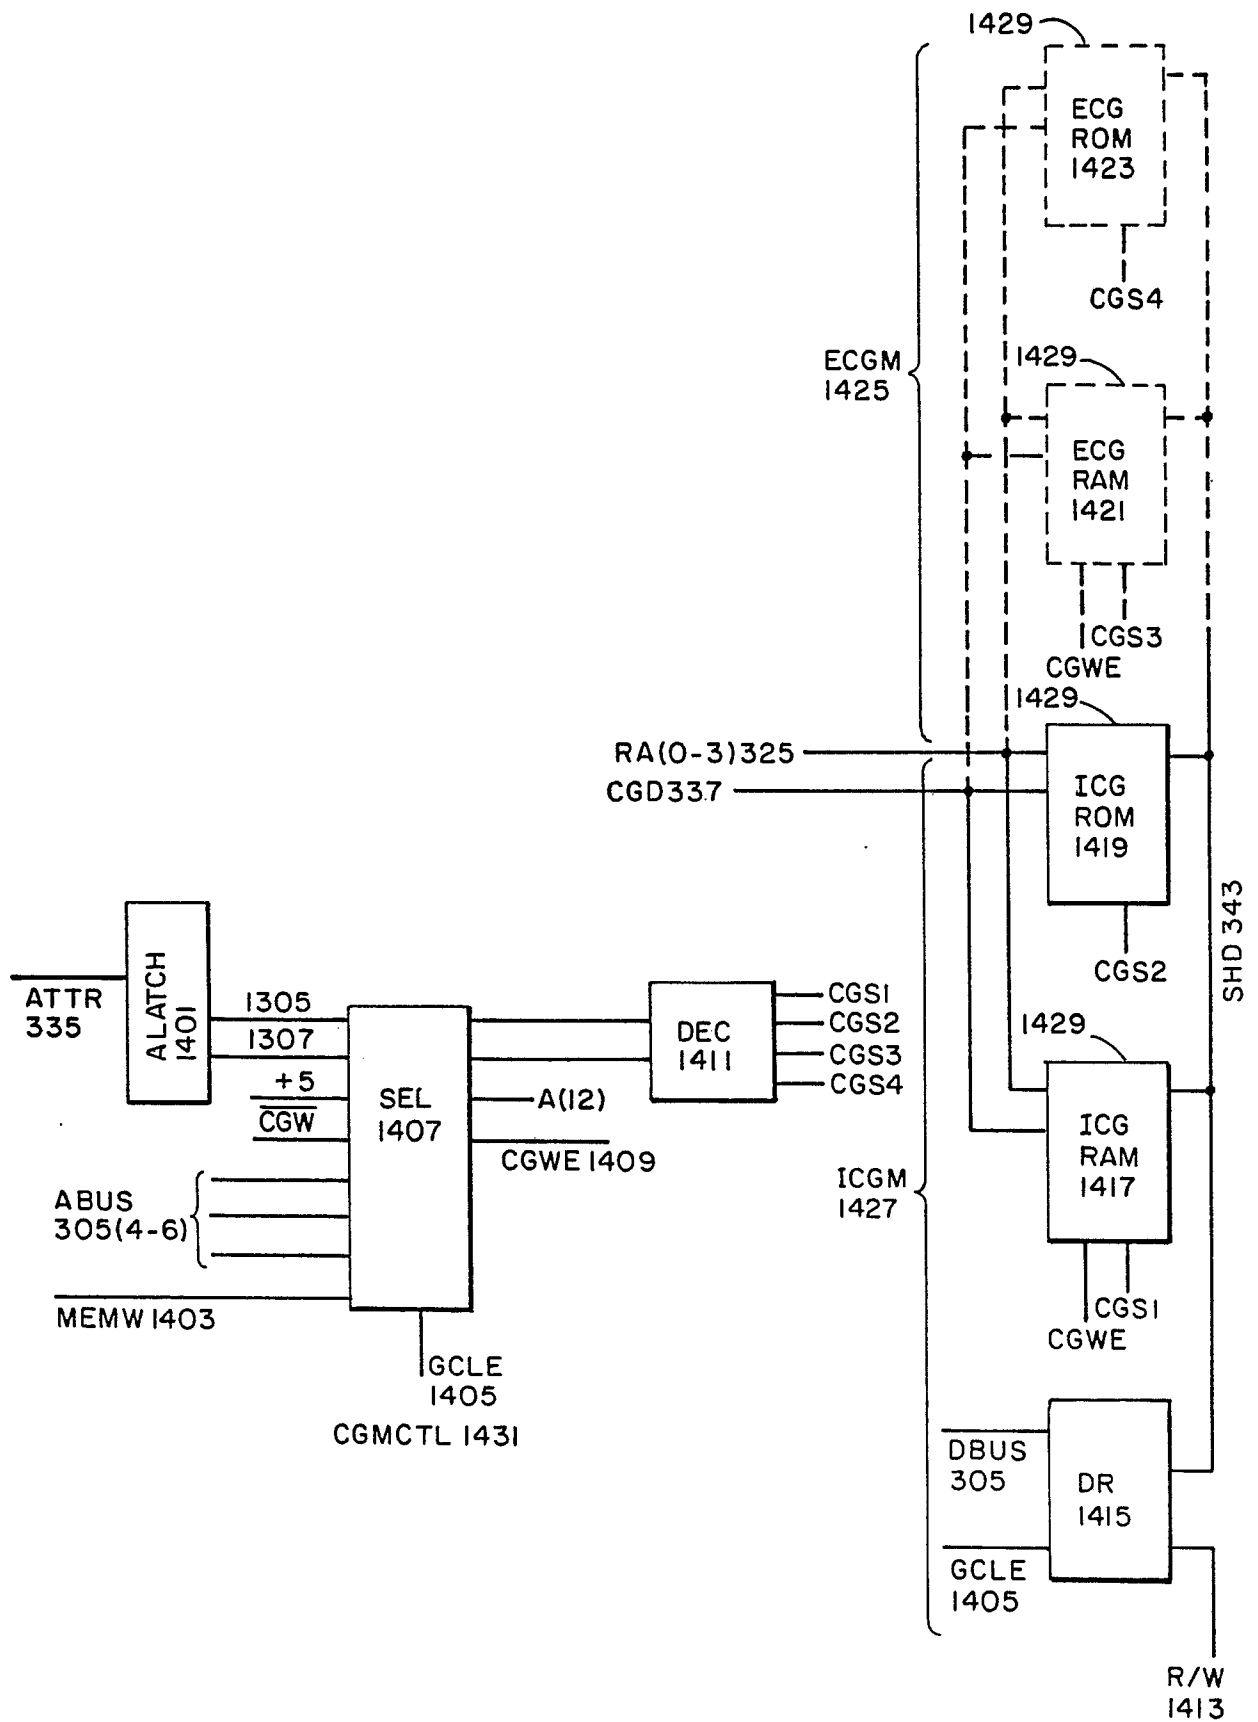 1429
ECG
ROM
1423
CGS4
ECGM
1425
1429
ECG
RAM
1421
CGS3
CGWE
1429
RA(0-3)325
CGD337
ICG
ROM
1419
CGS2
SHD 343
ATTR
335
ALATCH
1401
1305
1307
+5
CGW
ABUS
305(4-6)
MEMW 1403
SEL
1407
GCLE
1405
CGMCTL 1431
A(12)
CGWE 1409
DEC
1411
CGS1
CGS2
CGS3
CGS4
1429
ICG
RAM
1417
CGS1
CGWE
ICGM
1427
DBUS
305
GCLE
1405
DR
1415
R/W
1413